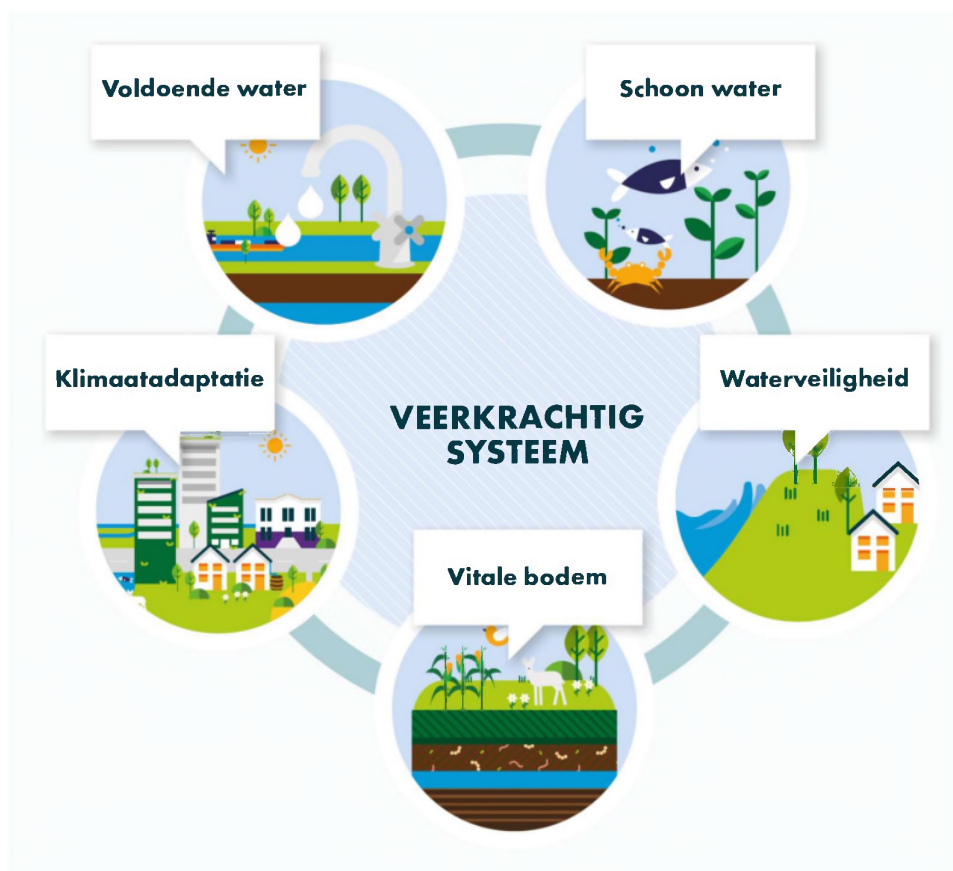 Voldoende water
Schoon water
Klimaatadaptatie
Waterveiligheid
VEERKRACHTIG
SYSTEEM
Vitale bodem